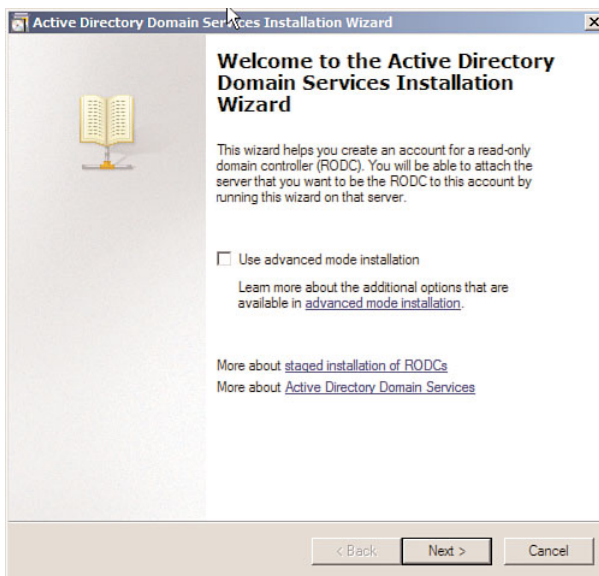 Active Directory Domain Services Installation Wizard
Welcome to the Active Directory
Domain Services Installation
Wizard
This wizard helps you create an account for a read-only
domain controller (RODC). You will be able to attach the
server that you want to be the RODC to this account by
running this wizard on that server.
Use advanced mode installation
Learn more about the additional options that are
available in advanced mode installation.
More about staged installation of RODCs
More about Active Directory Domain Services
< Back
Next >
Cancel